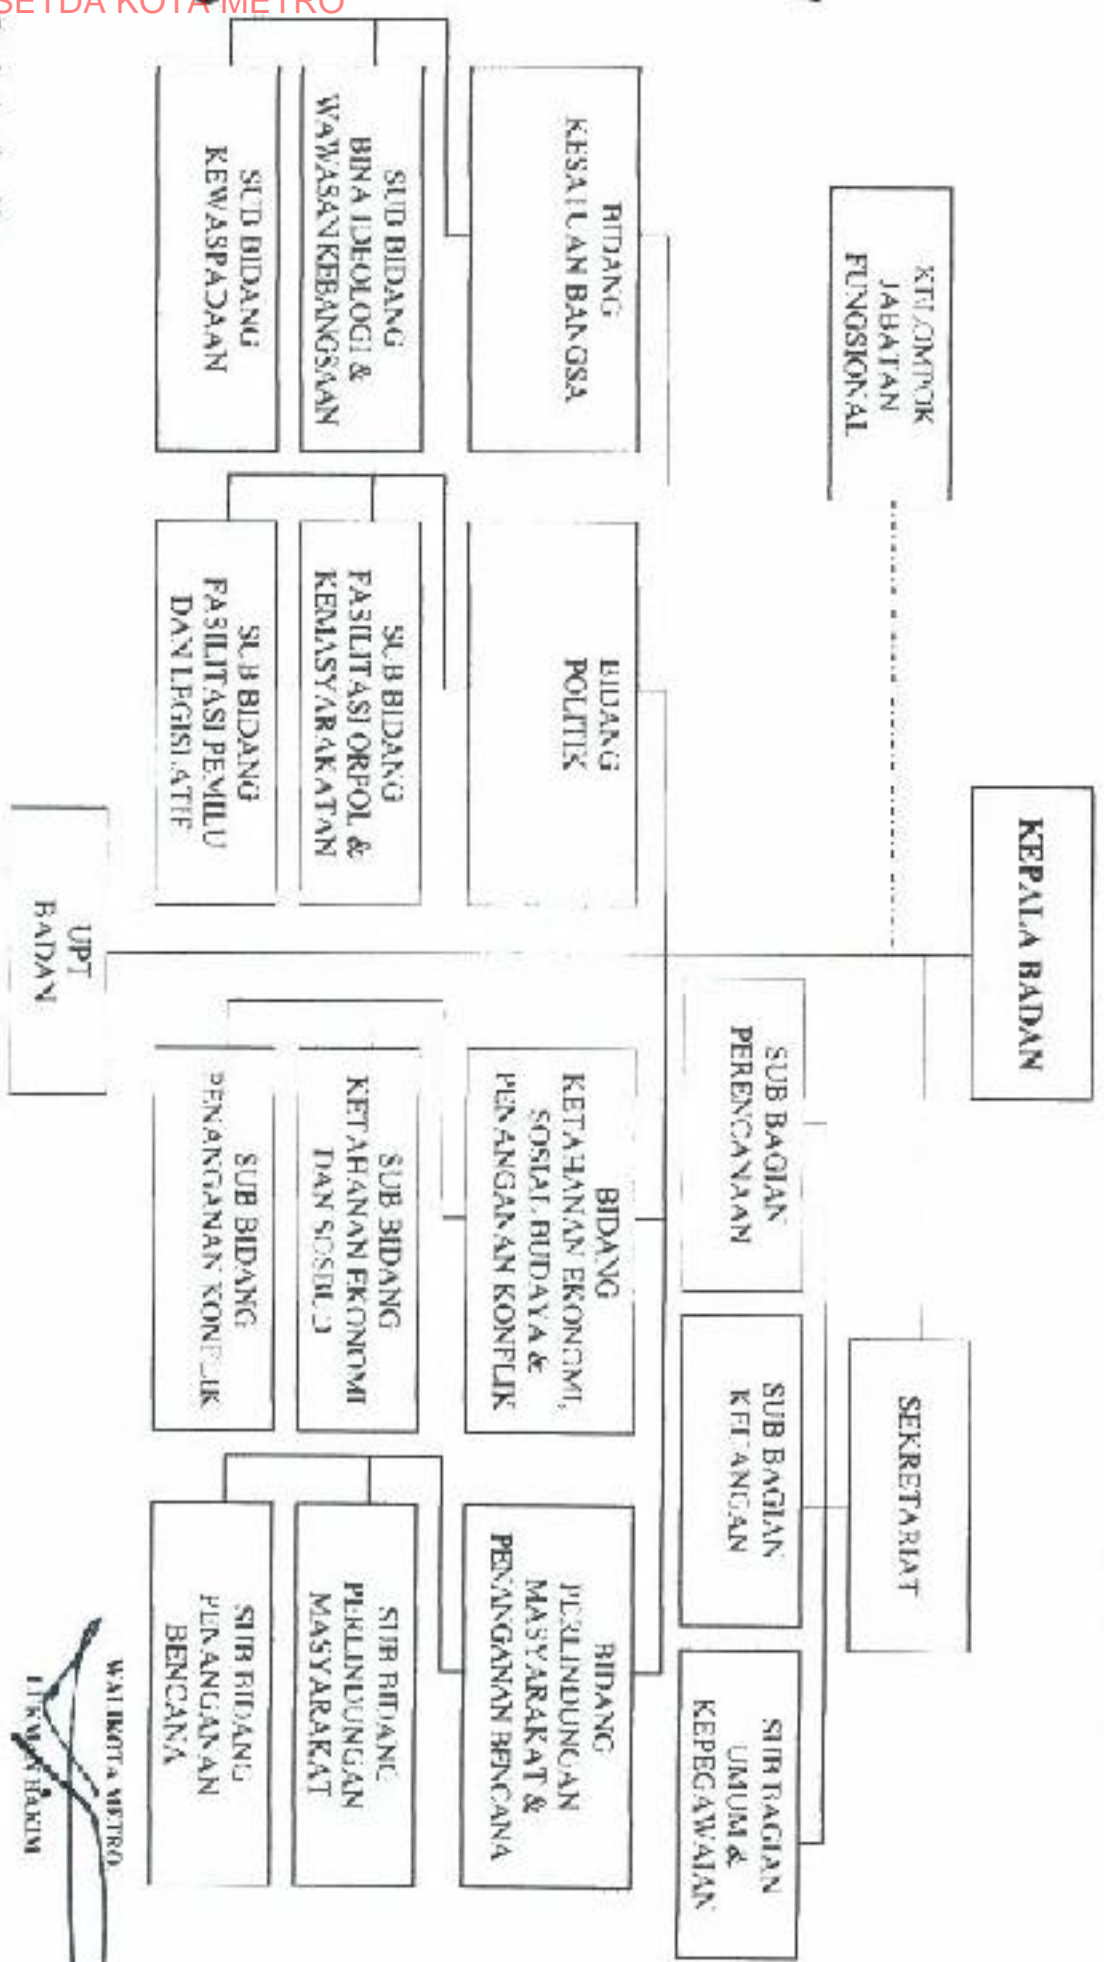 SETDA KOTA METRO
KEPALA BADAN
KELOMPOK
JABATAN
FUNGSIONAL
SEKRETARIAT
SUB BAGIAN
PERENCANAAN
SUB BAGIAN
KEUANGAN
SUB BAGIAN
UMUM &
KEPEGAWAIAN
BIDANG
KESATUAN BANGSA
BIDANG
POLITIK
BIDANG
KETAHANAN EKONOMI,
SOSIAL BUDAYA &
PENANGANAN KONFLIK
BIDANG
PERLINDUNGAN
MASYARAKAT &
PENANGANAN BENCANA
SUB BIDANG
BINA IDEOLOGI &
WAWASAN KEBANGSAAN
SUB BIDANG
FASILITASI ORPOL &
KEMASYARAKATAN
SUB BIDANG
KETAHANAN EKONOMI
DAN SOSBUD
SUB BIDANG
PERLINDUNGAN
MASYARAKAT
SUB BIDANG
KEWASPADAAN
SUB BIDANG
FASILITASI PEMILU
DAN LEGISLATIF
SUB BIDANG
PENANGANAN KONFLIK
SUB BIDANG
PENANGANAN
BENCANA
UPT
BADAN
WALIKOTA METRO
LUKMAN HAKIM